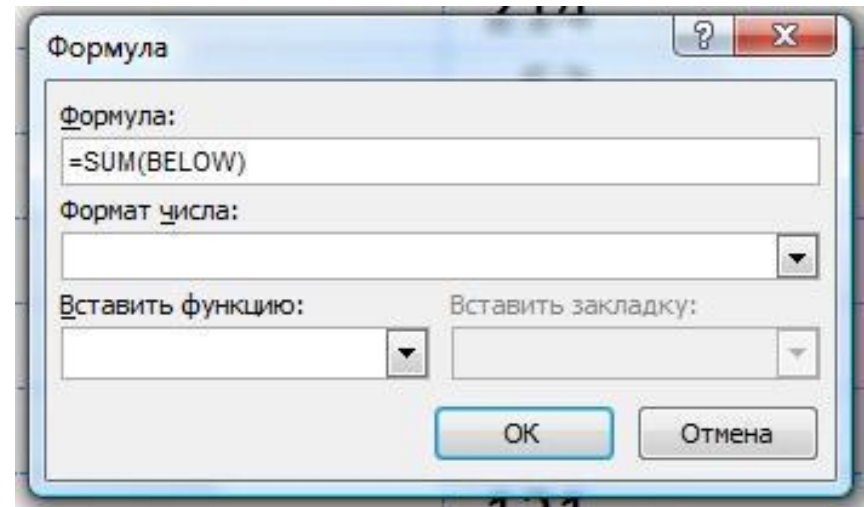 Формула
Формула:
=SUM(BELOW)
Формат числа:
Вставить функцию:
Вставить закладку:
ОК
Отмена